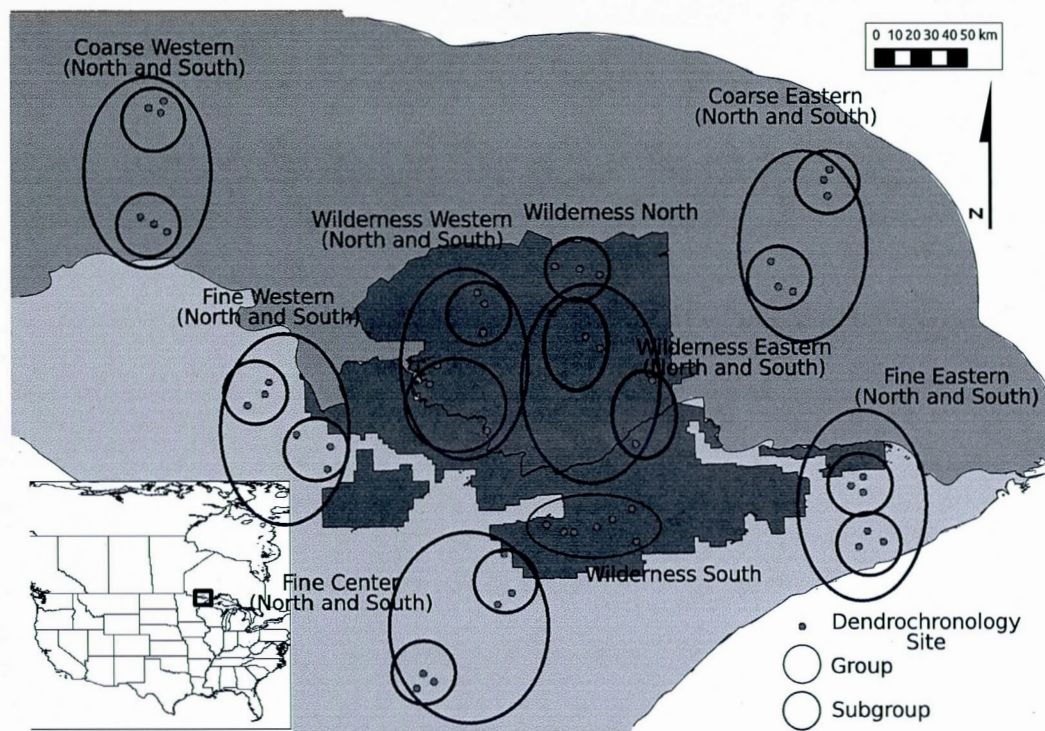 Coarse Western
(North and South)
0 10 20 30 40 50 km
Coarse Eastern
(North and South)
N
Wilderness Western
(North and South)
Wilderness North
Fine Western
(North and South)
Wilderness Eastern
(North and South)
Fine Eastern
(North and South)
Fine Center
(North and South)
Wilderness South
Dendrochronology
Site
Group
Subgroup